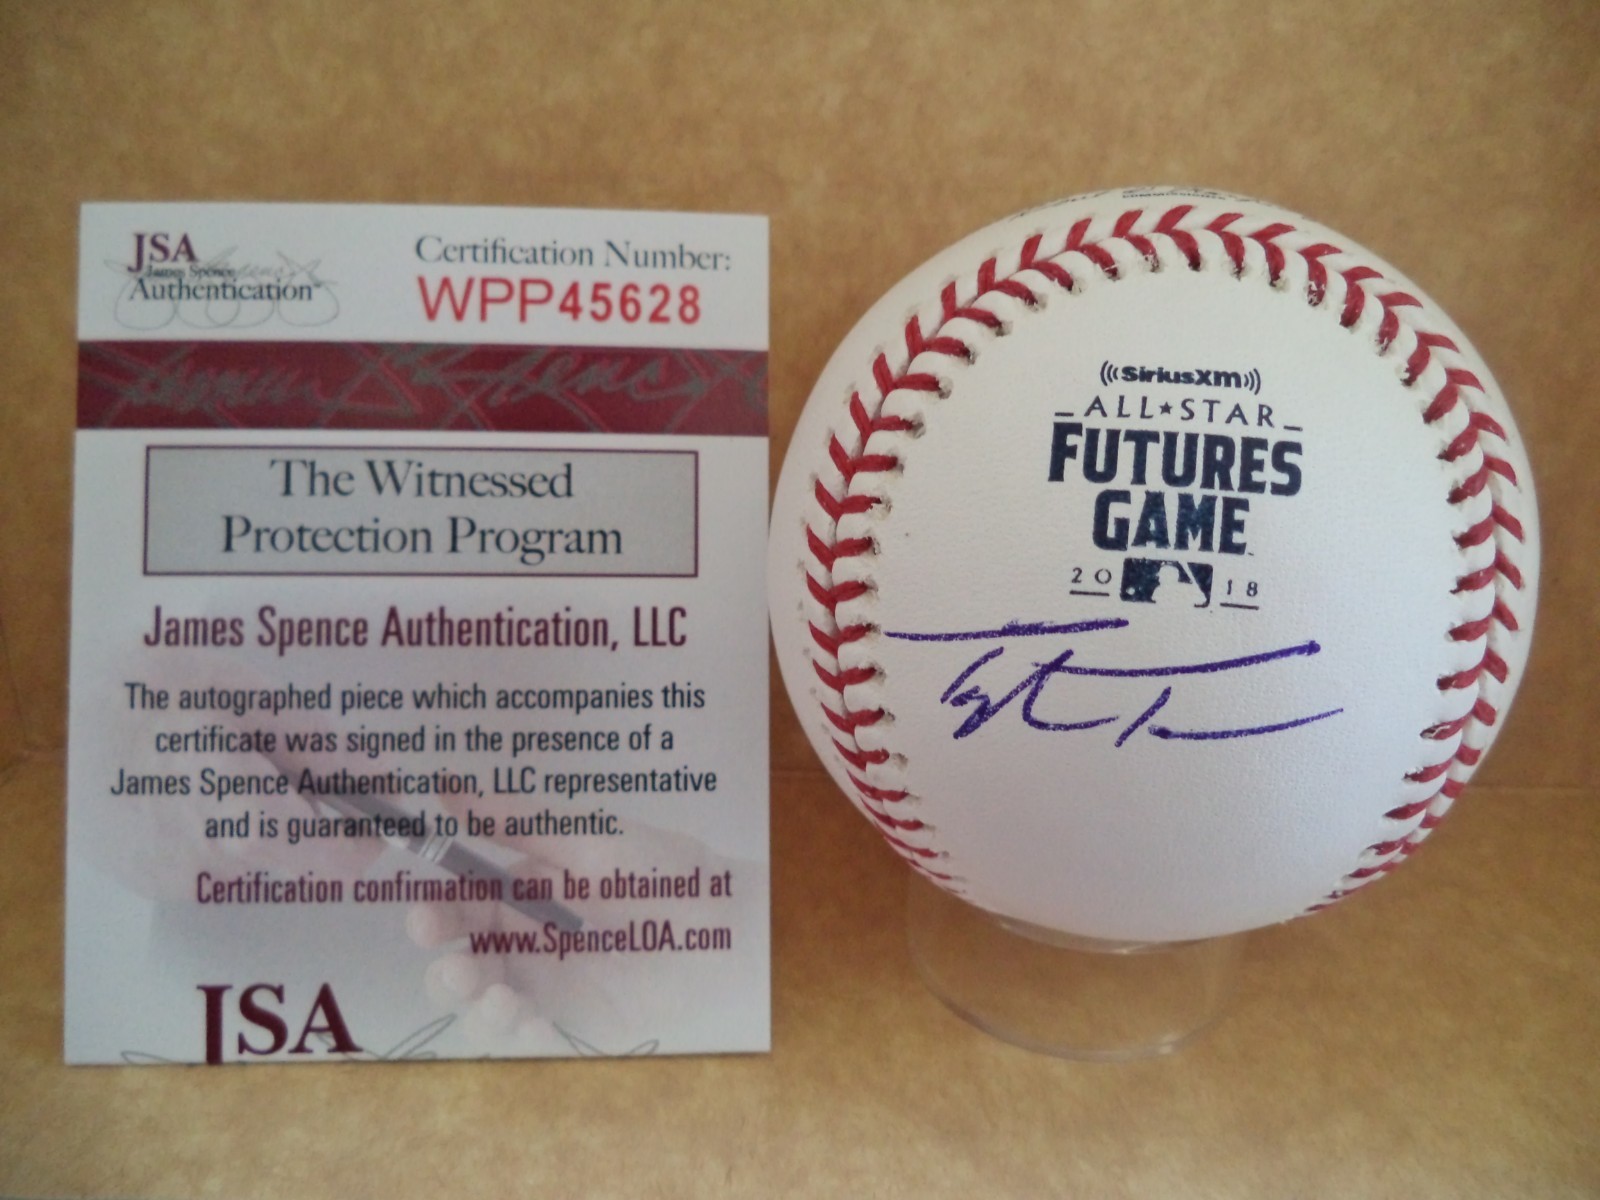 JSA
James Spence
Authentication
Certification Number:
WPP45628
The Witnessed
Protection Program
James Spence Authentication, LLC
The autographed piece which accompanies this
certificate was signed in the presence of a
James Spence Authentication, LLC representative
and is guaranteed to be authentic.
Certification confirmation can be obtained at
www.SpenceLOA.com
JSA
((( SiriusXM )))
ALL★STAR
FUTURES
GAME
20 18